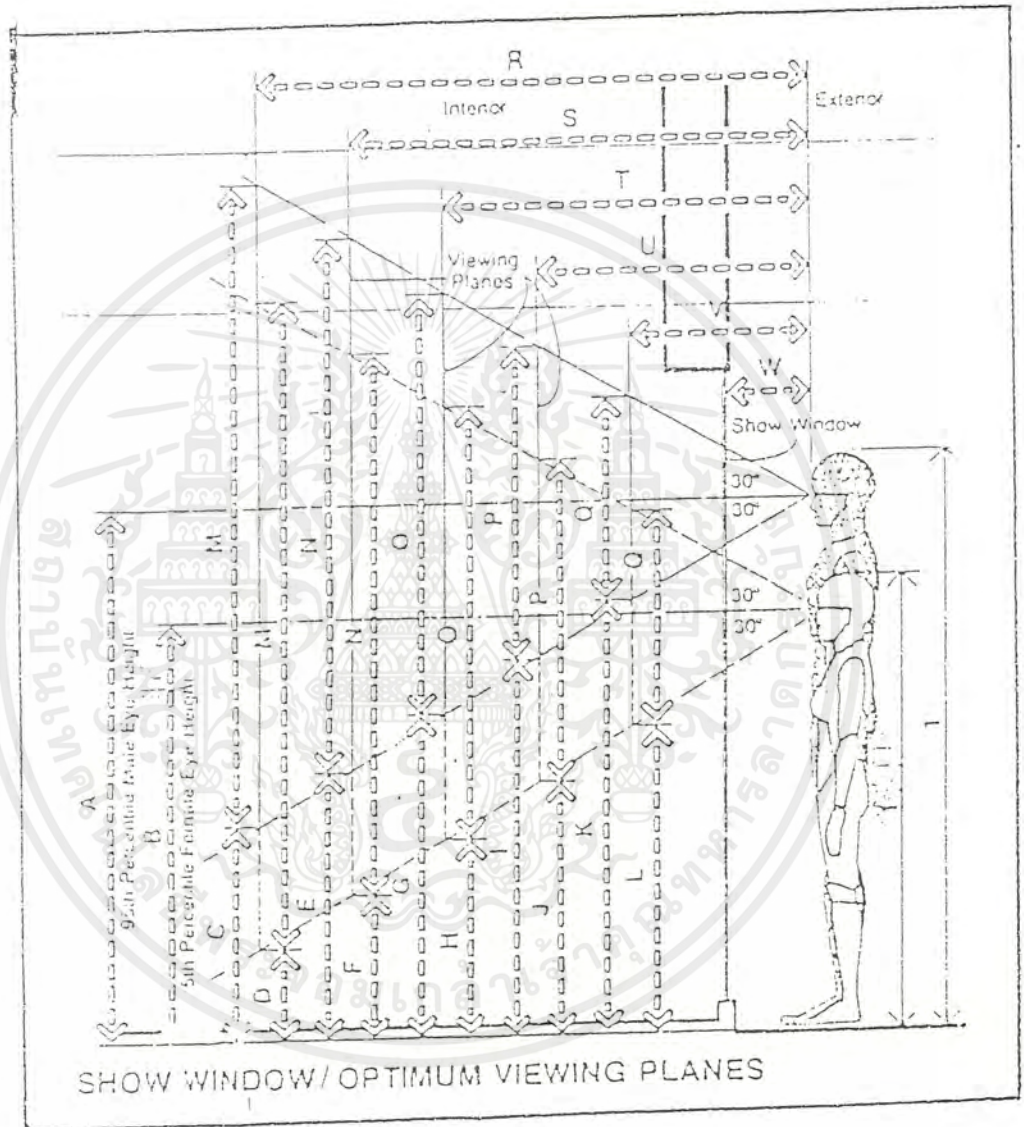 R
Interior
Exterior
S
T
U
Viewing
Planes
V
W
Show Window
30°
30°
30°
30°
M
N
O
P
Q
M
N
O
P
Q
A
95th Percentile Male Eye Height
B
5th Percentile Female Eye Height
C
D
E
F
G
H
I
J
K
L
1
SHOW WINDOW / OPTIMUM VIEWING PLANES